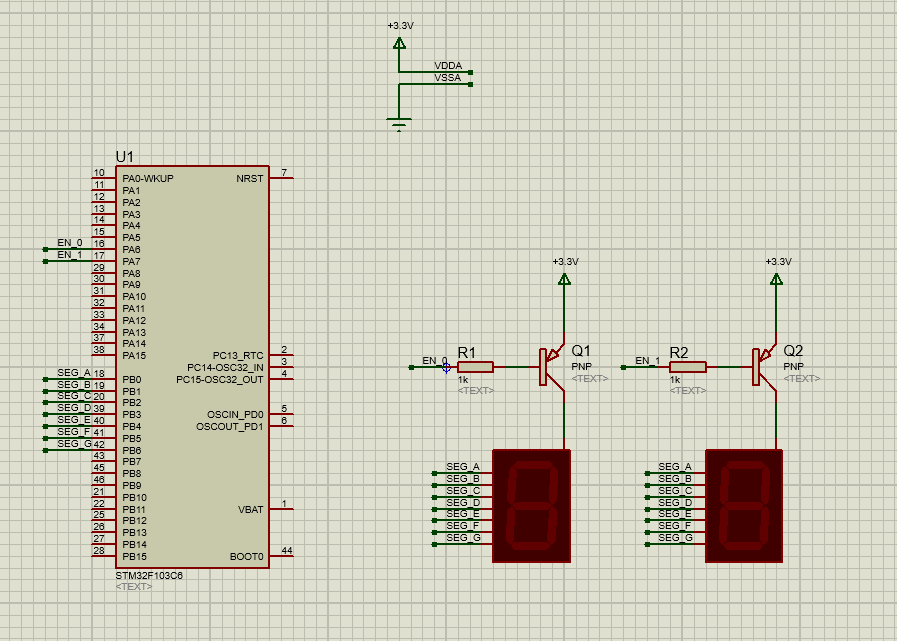 +3.3V
VDDA
VSSA
U1
10 PA0-WKUP NRST 7
11 PA1
12 PA2
13 PA3
14 PA4
15 PA5
EN_0 16 PA6
EN_1 17 PA7
29 PA8
30 PA9
31 PA10
32 PA11
33 PA12
34 PA13
37 PA14
38 PA15
PC13_RTC 2
PC14-OSC32_IN 3
PC15-OSC32_OUT 4
SEG_A 18 PB0
SEG_B 19 PB1
SEG_C 20 PB2
SEG_D 39 PB3
SEG_E 40 PB4
SEG_F 41 PB5
SEG_G 42 PB6
43 PB7
45 PB8
46 PB9
21 PB10
22 PB11
25 PB12
26 PB13
27 PB14
28 PB15
OSCIN_PD0 5
OSCOUT_PD1 6
VBAT 1
BOOT0 44
STM32F103C6
<TEXT>
+3.3V
EN_0
R1
1k
<TEXT>
Q1
PNP
<TEXT>
SEG_A
SEG_B
SEG_C
SEG_D
SEG_E
SEG_F
SEG_G
+3.3V
EN_1
R2
1k
<TEXT>
Q2
PNP
<TEXT>
SEG_A
SEG_B
SEG_C
SEG_D
SEG_E
SEG_F
SEG_G